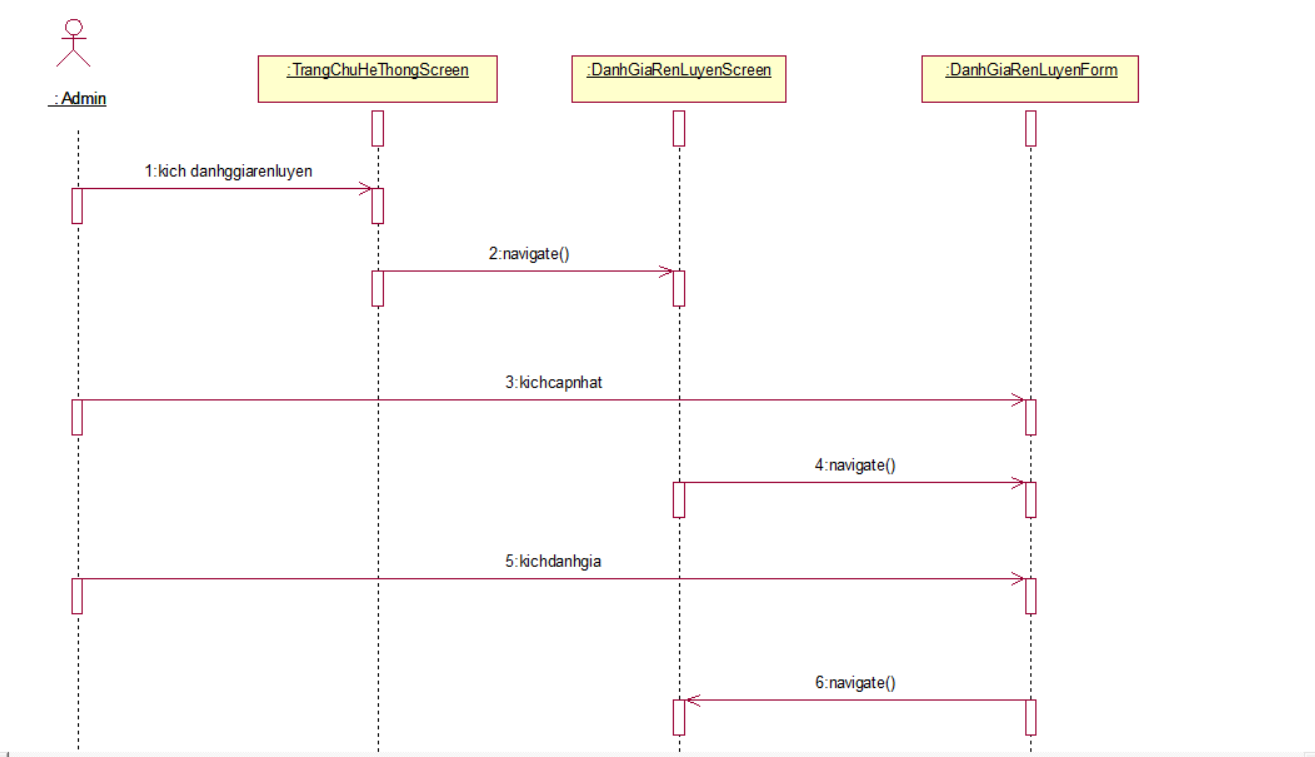 : Admin
:TrangChuHeThongScreen
:DanhGiaRenLuyenScreen
:DanhGiaRenLuyenForm
1:kich danhggiarenluyen
2:navigate()
3:kichcapnhat
4:navigate()
5:kichdanhgia
6:navigate()